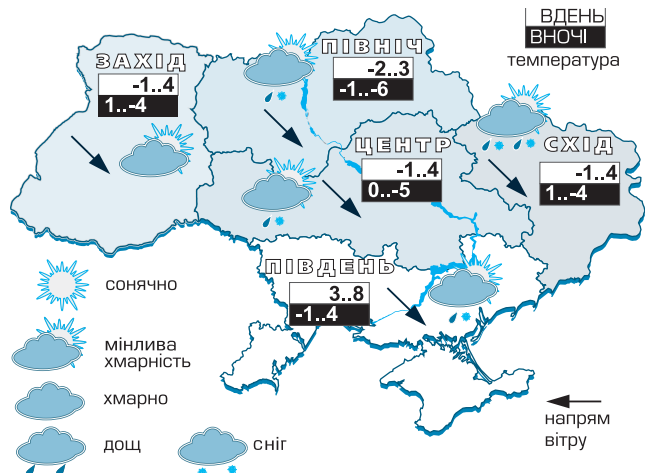 ВДЕНЬ
ВНОЧІ
температура
ПІВНІЧ
-2..3
-1..-6
ЗАХІД
-1..4
1..-4
ЦЕНТР
-1..4
0..-5
СХІД
-1..4
1..-4
ПІВДЕНЬ
3..8
-1..4
сонячно
мінлива
хмарність
хмарно
дощ
сніг
напрям
вітру